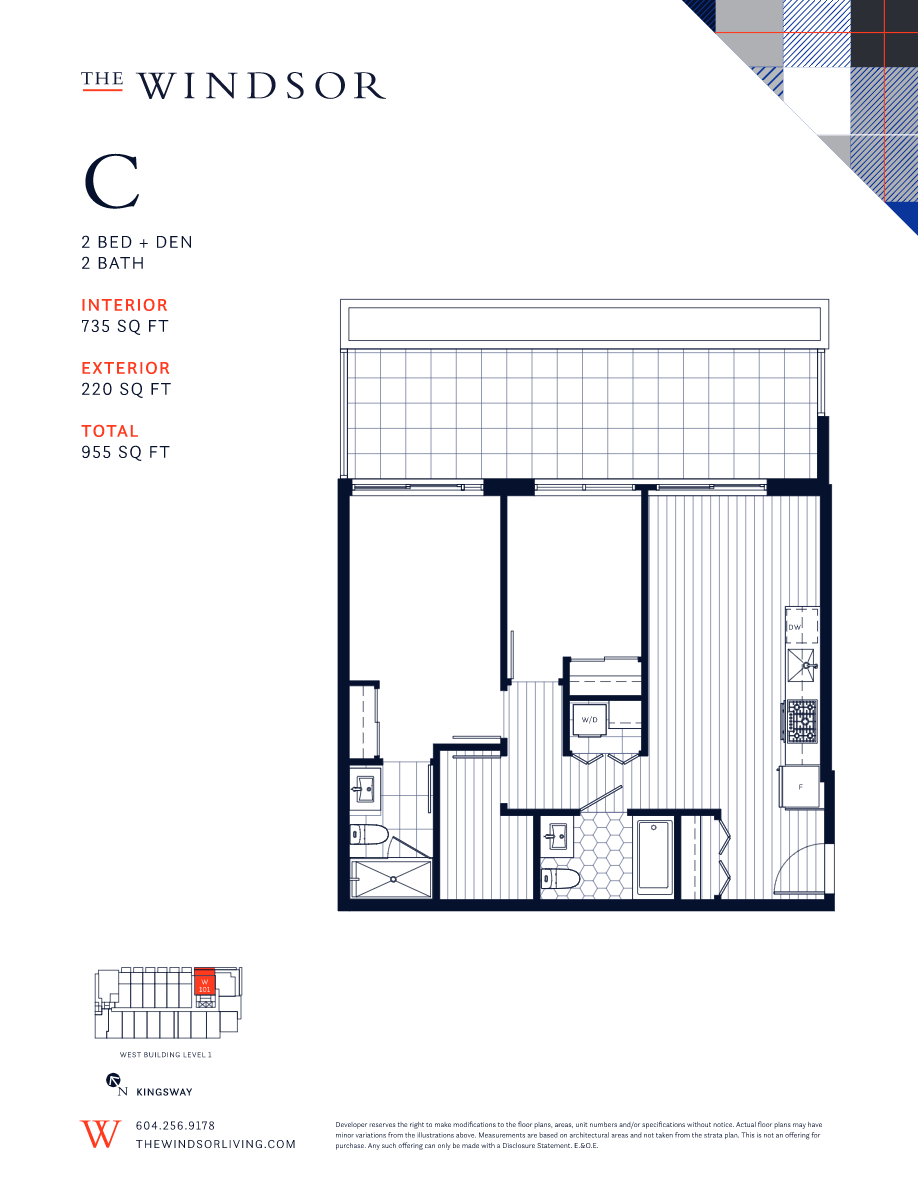 THE WINDSOR
C
2 BED + DEN
2 BATH
INTERIOR
735 SQ FT
EXTERIOR
220 SQ FT
TOTAL
955 SQ FT
DW
W/D
F
W
101
WEST BUILDING LEVEL 1
N KINGSWAY
W
604.256.9178
THEWINDSORLIVING.COM
Developer reserves the right to make modifications to the floor plans, areas, unit numbers and/or specifications without notice. Actual floor plans may have
minor variations from the illustrations above. Measurements are based on architectural areas and not taken from the strata plan. This is not an offering for
purchase. Any such offering can only be made with a Disclosure Statement. E.&O.E.